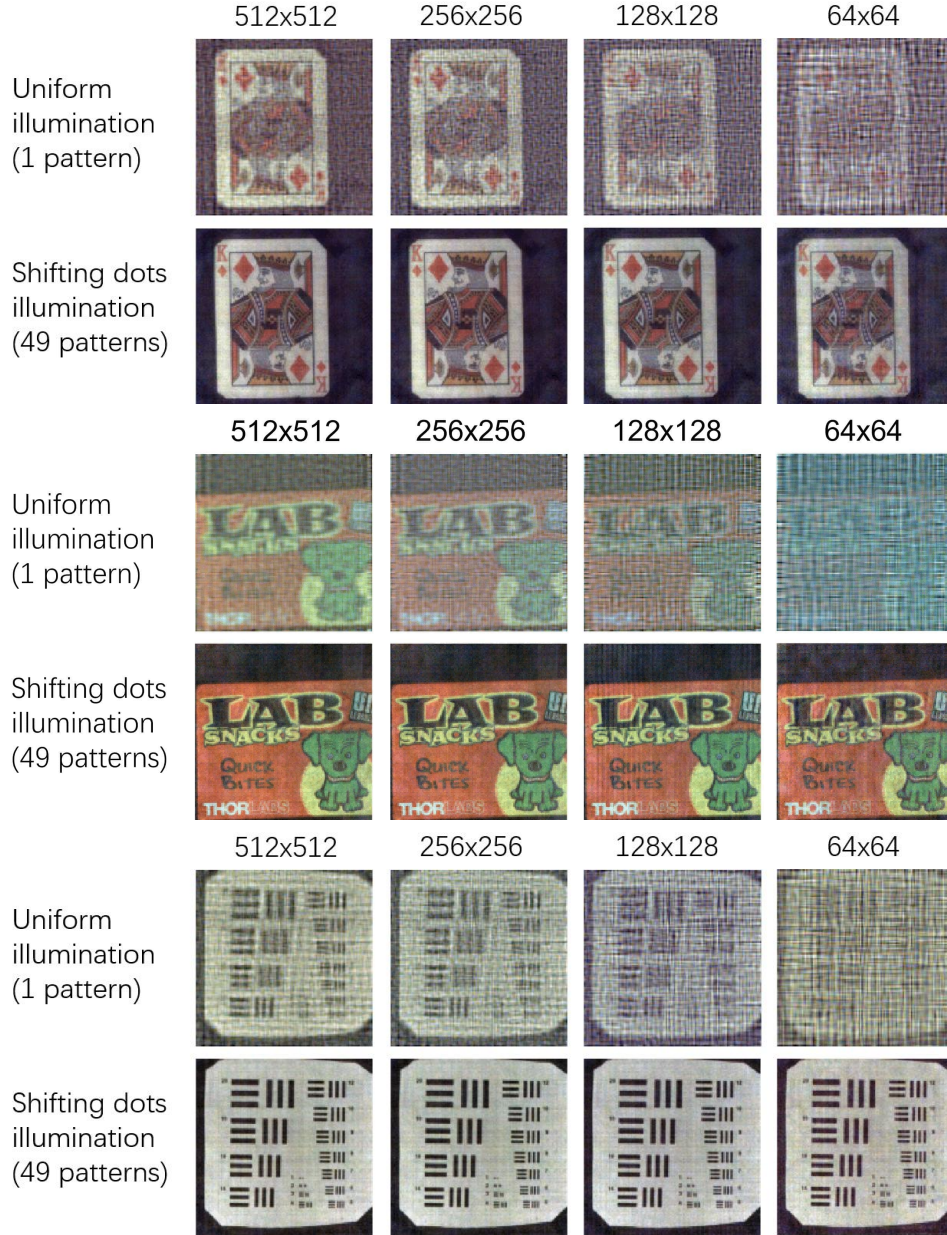 512x512 256x256 128x128 64x64
Uniform
illumination
(1 pattern)
Shifting dots
illumination
(49 patterns)
K K K K
K K K K
512x512 256x256 128x128 64x64
Uniform
illumination
(1 pattern)
LAB LAB LAB
THOR
Shifting dots
illumination
(49 patterns)
LAB LAB LAB LAB
SNACKS SNACKS SNACKS SNACKS
QUICK QUICK QUICK QUICK
BITES BITES BITES BITES
THORLABS THORLABS THORLABS THORLABS
512x512 256x256 128x128 64x64
Uniform
illumination
(1 pattern)
Shifting dots
illumination
(49 patterns)